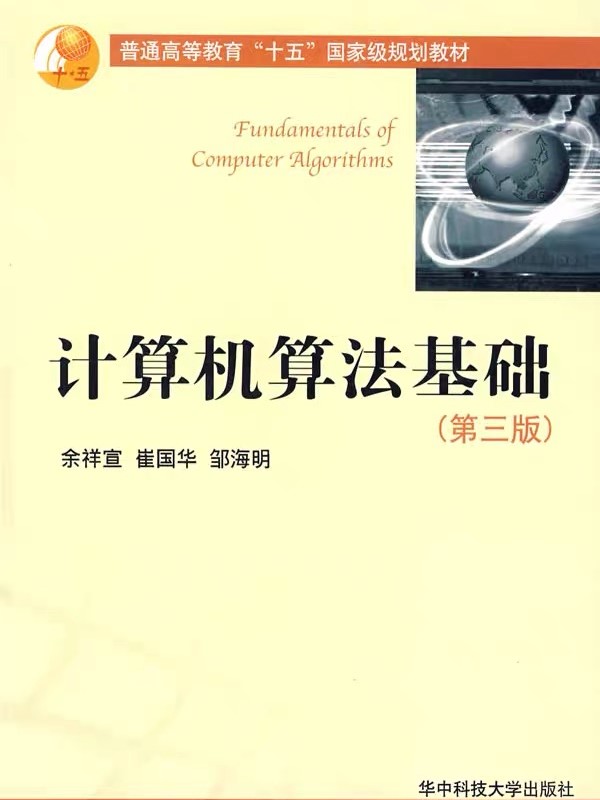 十·五
普通高等教育“十五”国家级规划教材
Fundamentals of
Computer Algorithms
计算机算法基础
(第三版)
余祥宣 崔国华 邹海明
华中科技大学出版社